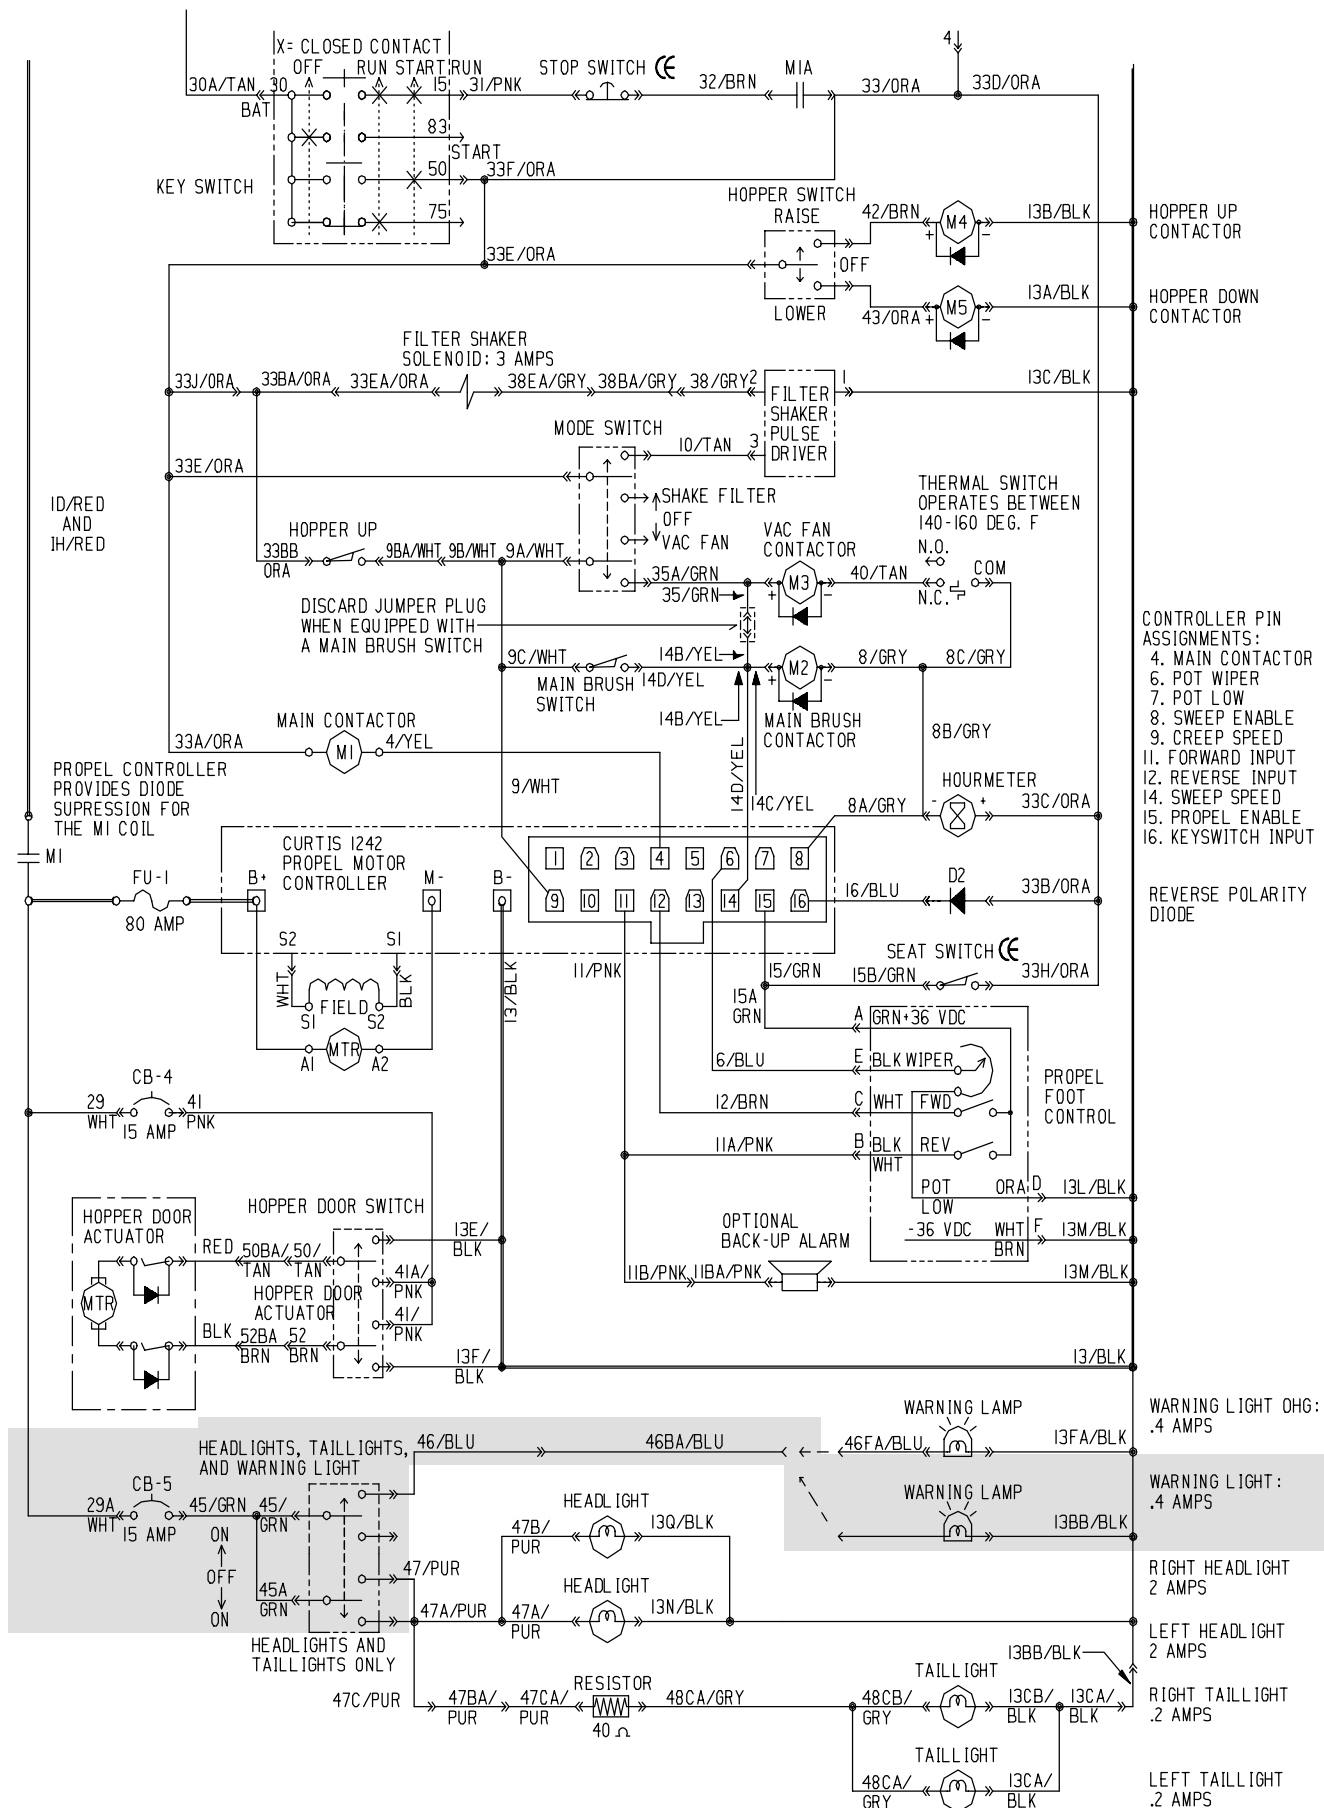 4
X= CLOSED CONTACT
OFF
RUN START RUN
30A/TAN
30
BAT
15
31/PNK
STOP SWITCH CE
32/BRN
M1A
33/ORA
33D/ORA
83
START
50
33F/ORA
KEY SWITCH
75
HOPPER SWITCH
RAISE
42/BRN
M4
+
-
13B/BLK
HOPPER UP
CONTACTOR
33E/ORA
OFF
LOWER
43/ORA
M5
+
-
13A/BLK
HOPPER DOWN
CONTACTOR
FILTER SHAKER
SOLENOID: 3 AMPS
33J/ORA
33BA/ORA
33EA/ORA
38EA/GRY
38BA/GRY
38/GRY
2
1
13C/BLK
FILTER
SHAKER
PULSE
DRIVER
MODE SWITCH
10/TAN
3
33E/ORA
SHAKE FILTER
OFF
VAC FAN
THERMAL SWITCH
OPERATES BETWEEN
140-160 DEG. F
1D/RED
AND
1H/RED
HOPPER UP
33BB
ORA
9BA/WHT
9B/WHT
9A/WHT
VAC FAN
CONTACTOR
N.O.
COM
N.C.
35A/GRN
35/GRN
M3
+
-
40/TAN
DISCARD JUMPER PLUG
WHEN EQUIPPED WITH
A MAIN BRUSH SWITCH
9C/WHT
14B/YEL
MAIN BRUSH
SWITCH
14D/YEL
M2
+
-
8/GRY
8C/GRY
14B/YEL
MAIN BRUSH
CONTACTOR
CONTROLLER PIN
ASSIGNMENTS:
4. MAIN CONTACTOR
6. POT WIPER
7. POT LOW
8. SWEEP ENABLE
9. CREEP SPEED
11. FORWARD INPUT
12. REVERSE INPUT
14. SWEEP SPEED
15. PROPEL ENABLE
16. KEYSWITCH INPUT
MAIN CONTACTOR
33A/ORA
M1
4/YEL
8B/GRY
PROPEL CONTROLLER
PROVIDES DIODE
SUPRESSION FOR
THE M1 COIL
9/WHT
14D/YEL
14C/YEL
HOURMETER
8A/GRY
-
+
33C/ORA
M1
CURTIS 1242
PROPEL MOTOR
CONTROLLER
FU-1
80 AMP
B+
M-
B-
1 2 3 4 5 6 7 8
9 10 11 12 13 14 15 16
16/BLU
D2
33B/ORA
REVERSE POLARITY
DIODE
S2
S1
WHT
BLK
FIELD
S1
S2
A1
MTR
A2
13/BLK
11/PNK
15/GRN
SEAT SWITCH CE
15B/GRN
33H/ORA
15A
GRN
A
GRN+36 VDC
6/BLU
E
BLK WIPER
PROPEL
FOOT
CONTROL
12/BRN
C
WHT
FWD
11A/PNK
B
BLK
WHT
REV
POT
LOW
ORA
D
13L/BLK
-36 VDC
WHT
BRN
F
13M/BLK
CB-4
29
WHT
15 AMP
41
PNK
HOPPER DOOR SWITCH
HOPPER DOOR
ACTUATOR
RED
50BA/
TAN
50/
TAN
HOPPER DOOR
ACTUATOR
MTR
BLK
52BA
BRN
52
BRN
13E/
BLK
41A/
PNK
41/
PNK
13F/
BLK
OPTIONAL
BACK-UP ALARM
11B/PNK
11BA/PNK
13M/BLK
13/BLK
WARNING LAMP
WARNING LIGHT OHG:
.4 AMPS
HEADLIGHTS, TAILLIGHTS,
AND WARNING LIGHT
46/BLU
46BA/BLU
46FA/BLU
13FA/BLK
CB-5
29A
WHT
15 AMP
45/GRN
45/
GRN
ON
OFF
ON
45A
GRN
WARNING LAMP
13BB/BLK
WARNING LIGHT:
.4 AMPS
HEADLIGHT
47B/
PUR
13Q/BLK
RIGHT HEADLIGHT
2 AMPS
47/PUR
HEADLIGHT
47A/PUR
47A/
PUR
13N/BLK
LEFT HEADLIGHT
2 AMPS
HEADLIGHTS AND
TAILLIGHTS ONLY
13BB/BLK
47C/PUR
47BA/
PUR
47CA/
PUR
RESISTOR
40 Ω
48CA/GRY
TAILLIGHT
48CB/
GRY
13CB/
BLK
13CA/
BLK
RIGHT TAILLIGHT
.2 AMPS
TAILLIGHT
48CA/
GRY
13CA/
BLK
LEFT TAILLIGHT
.2 AMPS